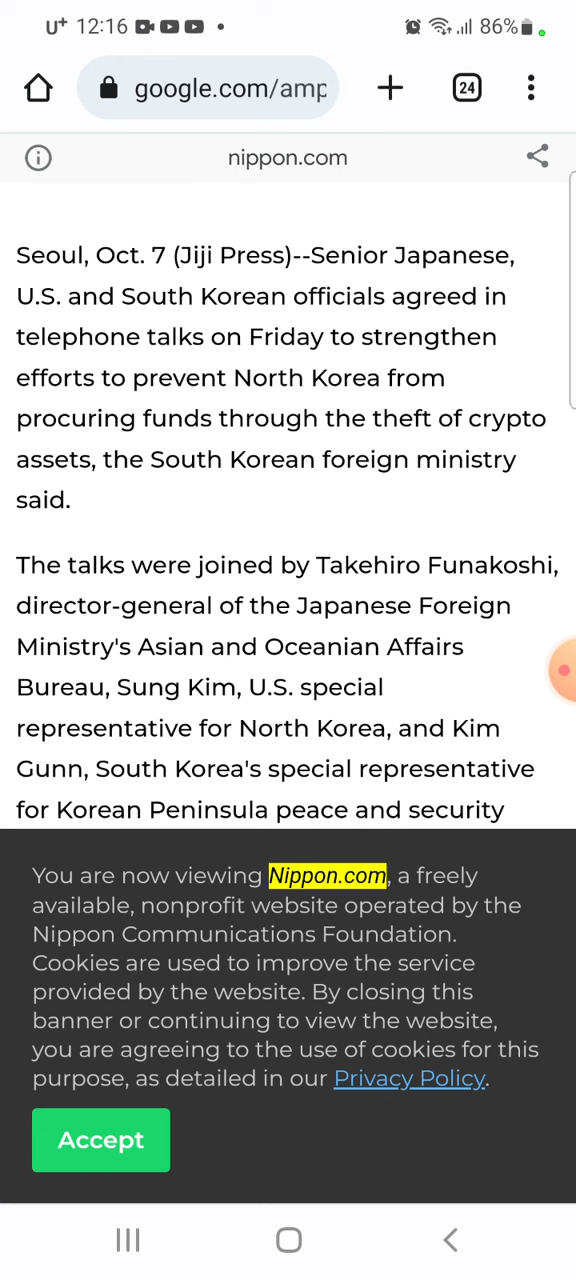 U+ 12:16 86%
google.com/amp
24
nippon.com
Seoul, Oct. 7 (Jiji Press)--Senior Japanese,
U.S. and South Korean officials agreed in
telephone talks on Friday to strengthen
efforts to prevent North Korea from
procuring funds through the theft of crypto
assets, the South Korean foreign ministry
said.
The talks were joined by Takehiro Funakoshi,
director-general of the Japanese Foreign
Ministry's Asian and Oceanian Affairs
Bureau, Sung Kim, U.S. special
representative for North Korea, and Kim
Gunn, South Korea's special representative
for Korean Peninsula peace and security
You are now viewing Nippon.com, a freely
available, nonprofit website operated by the
Nippon Communications Foundation.
Cookies are used to improve the service
provided by the website. By closing this
banner or continuing to view the website,
you are agreeing to the use of cookies for this
purpose, as detailed in our Privacy Policy.
Accept